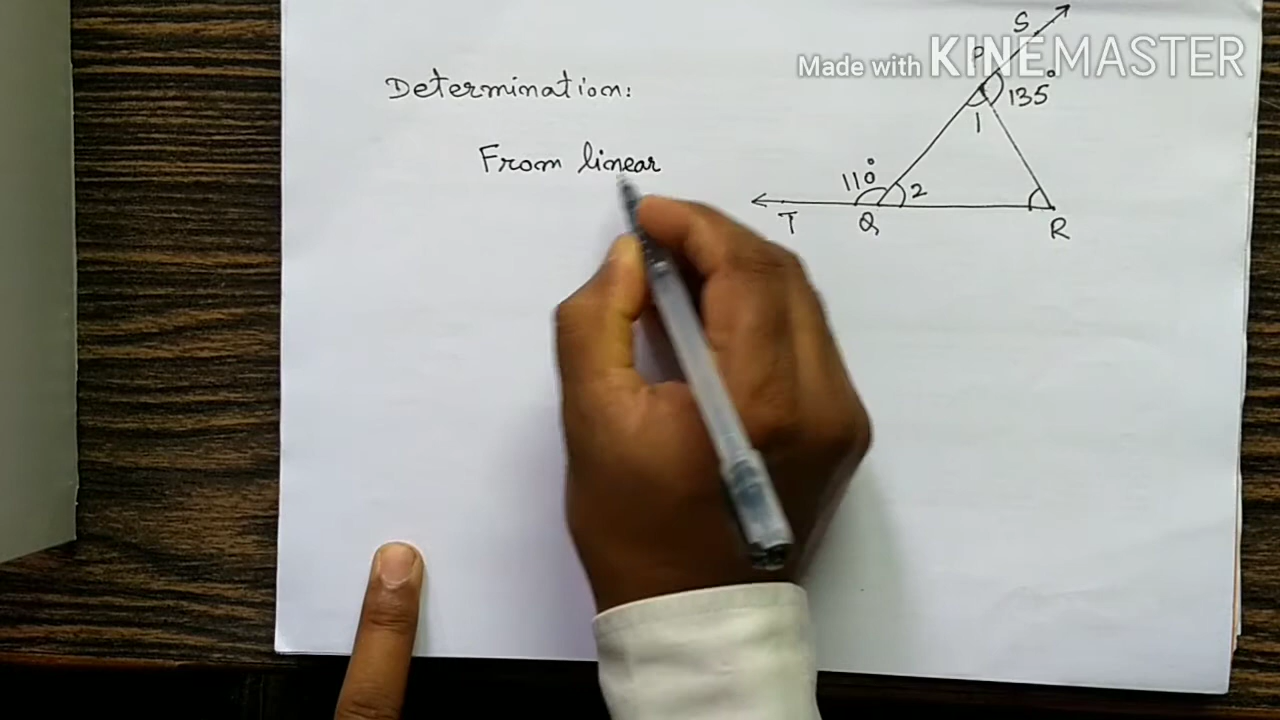 S
P
Made with KINEMASTER
Determination:
135°
1
From linear
110°
2
T
Q
R